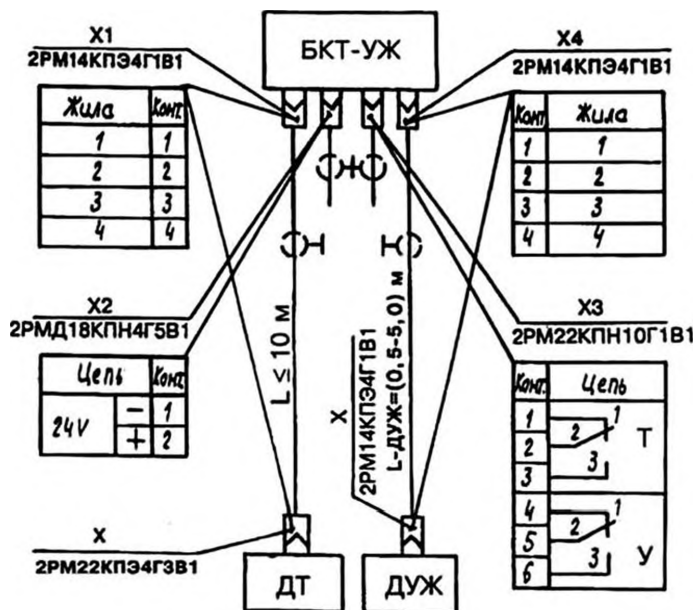 БКТ-УЖ
X1
2РМ14КПЭ4Г1В1
Жила Конт.
1 1
2 2
3 3
4 4
X4
2РМ14КПЭ4Г1В1
Конт. Жила
1 1
2 2
3 3
4 4
X2
2РМД18КПН4Г5В1
Цепь Конт.
24V
− 1
+ 2
X3
2РМ22КПН10Г1В1
Конт. Цепь
1
2
3
2 1
3
Т
4
5
6
2 1
3
У
L ≤ 10 м
X
2РМ14КПЭ4Г1В1
L-ДУЖ=(0,5-5,0) м
X
2РМ22КПЭ4Г3В1
ДТ
ДУЖ